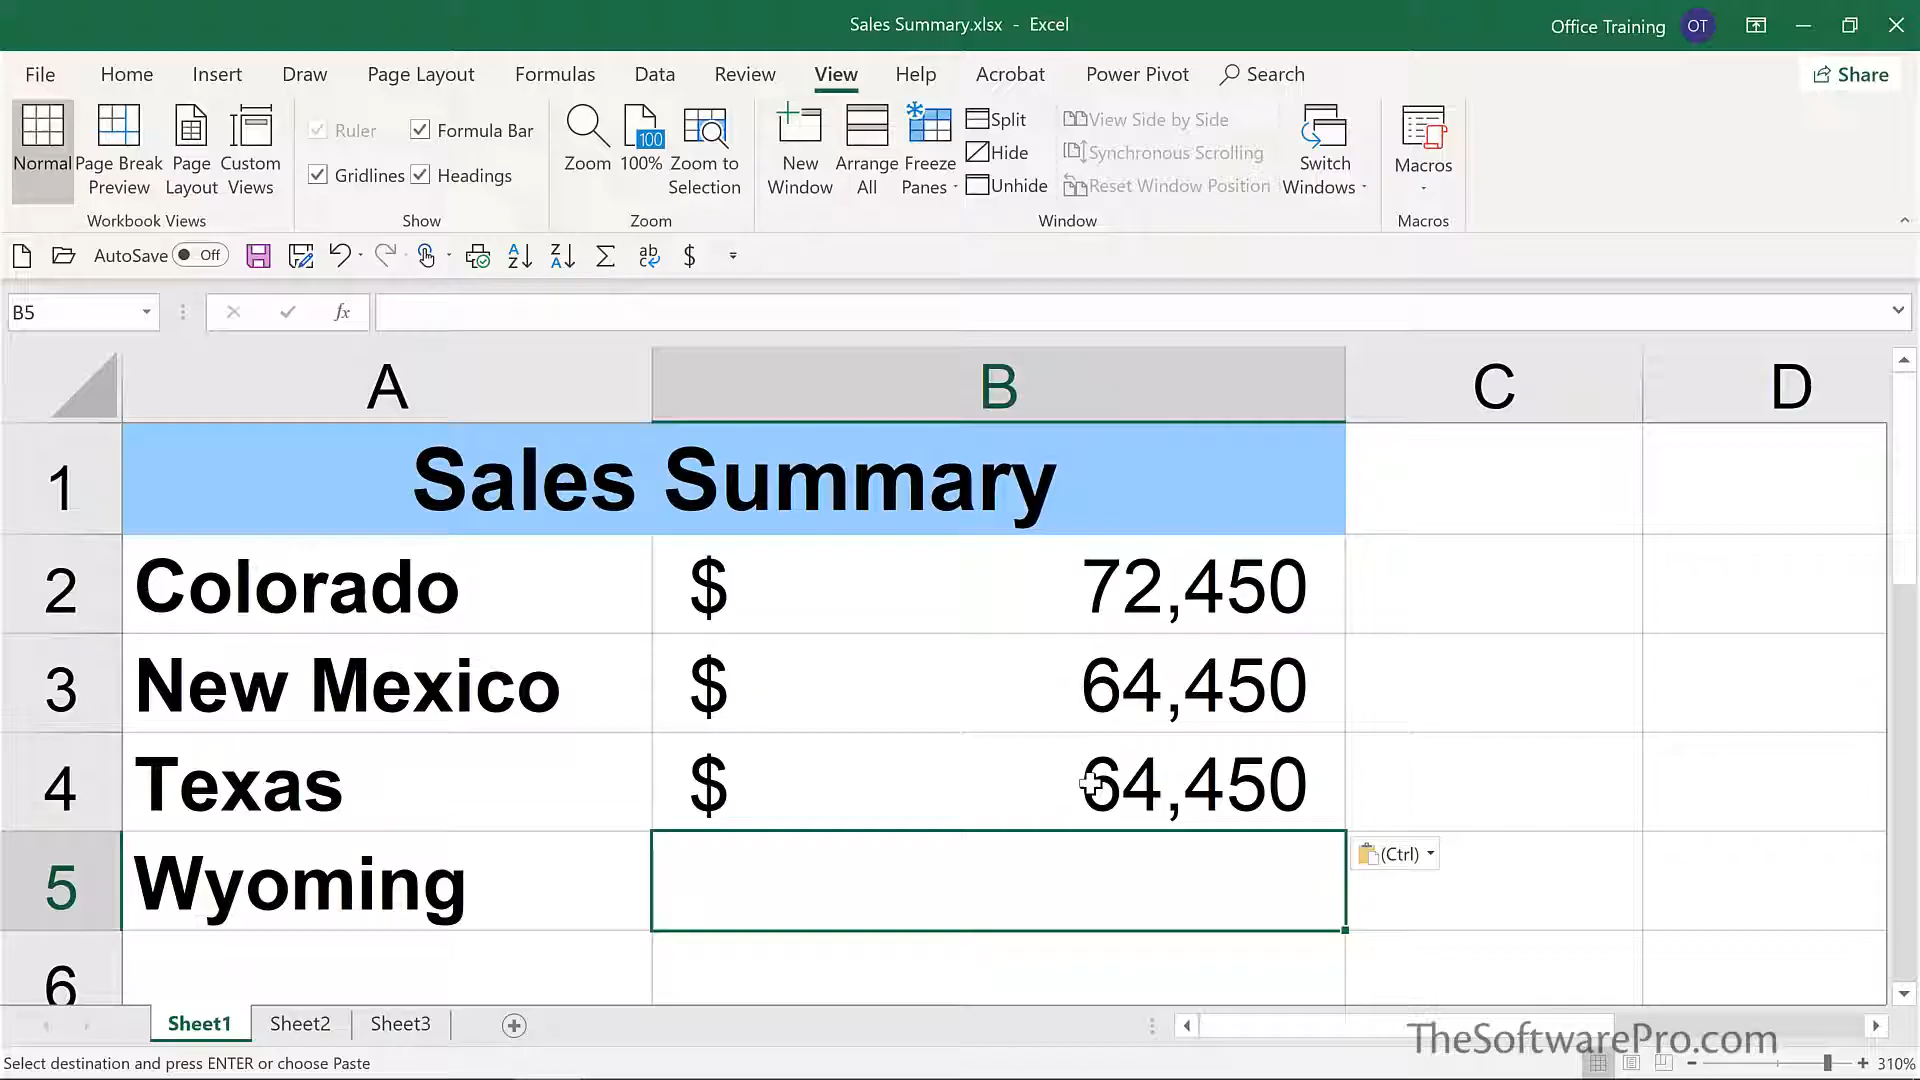 Sales Summary.xlsx - Excel
Office Training OT
File Home Insert Draw Page Layout Formulas Data Review View Help Acrobat Power Pivot Search Share
Normal
Page Break Preview
Page Layout
Custom Views
Workbook Views
Ruler
Formula Bar
Gridlines
Headings
Show
Zoom
100
100%
Zoom to Selection
Zoom
New Window
Arrange All
Freeze Panes
Split
Hide
Unhide
View Side by Side
Synchronous Scrolling
Reset Window Position
Switch Windows
Window
Macros
Macros
AutoSave Off
B5
fx
A B C D
1 Sales Summary
2 Colorado $ 72,450
3 New Mexico $ 64,450
4 Texas $ 64,450
5 Wyoming
(Ctrl)
6
Sheet1 Sheet2 Sheet3
TheSoftwarePro.com
Select destination and press ENTER or choose Paste
310%